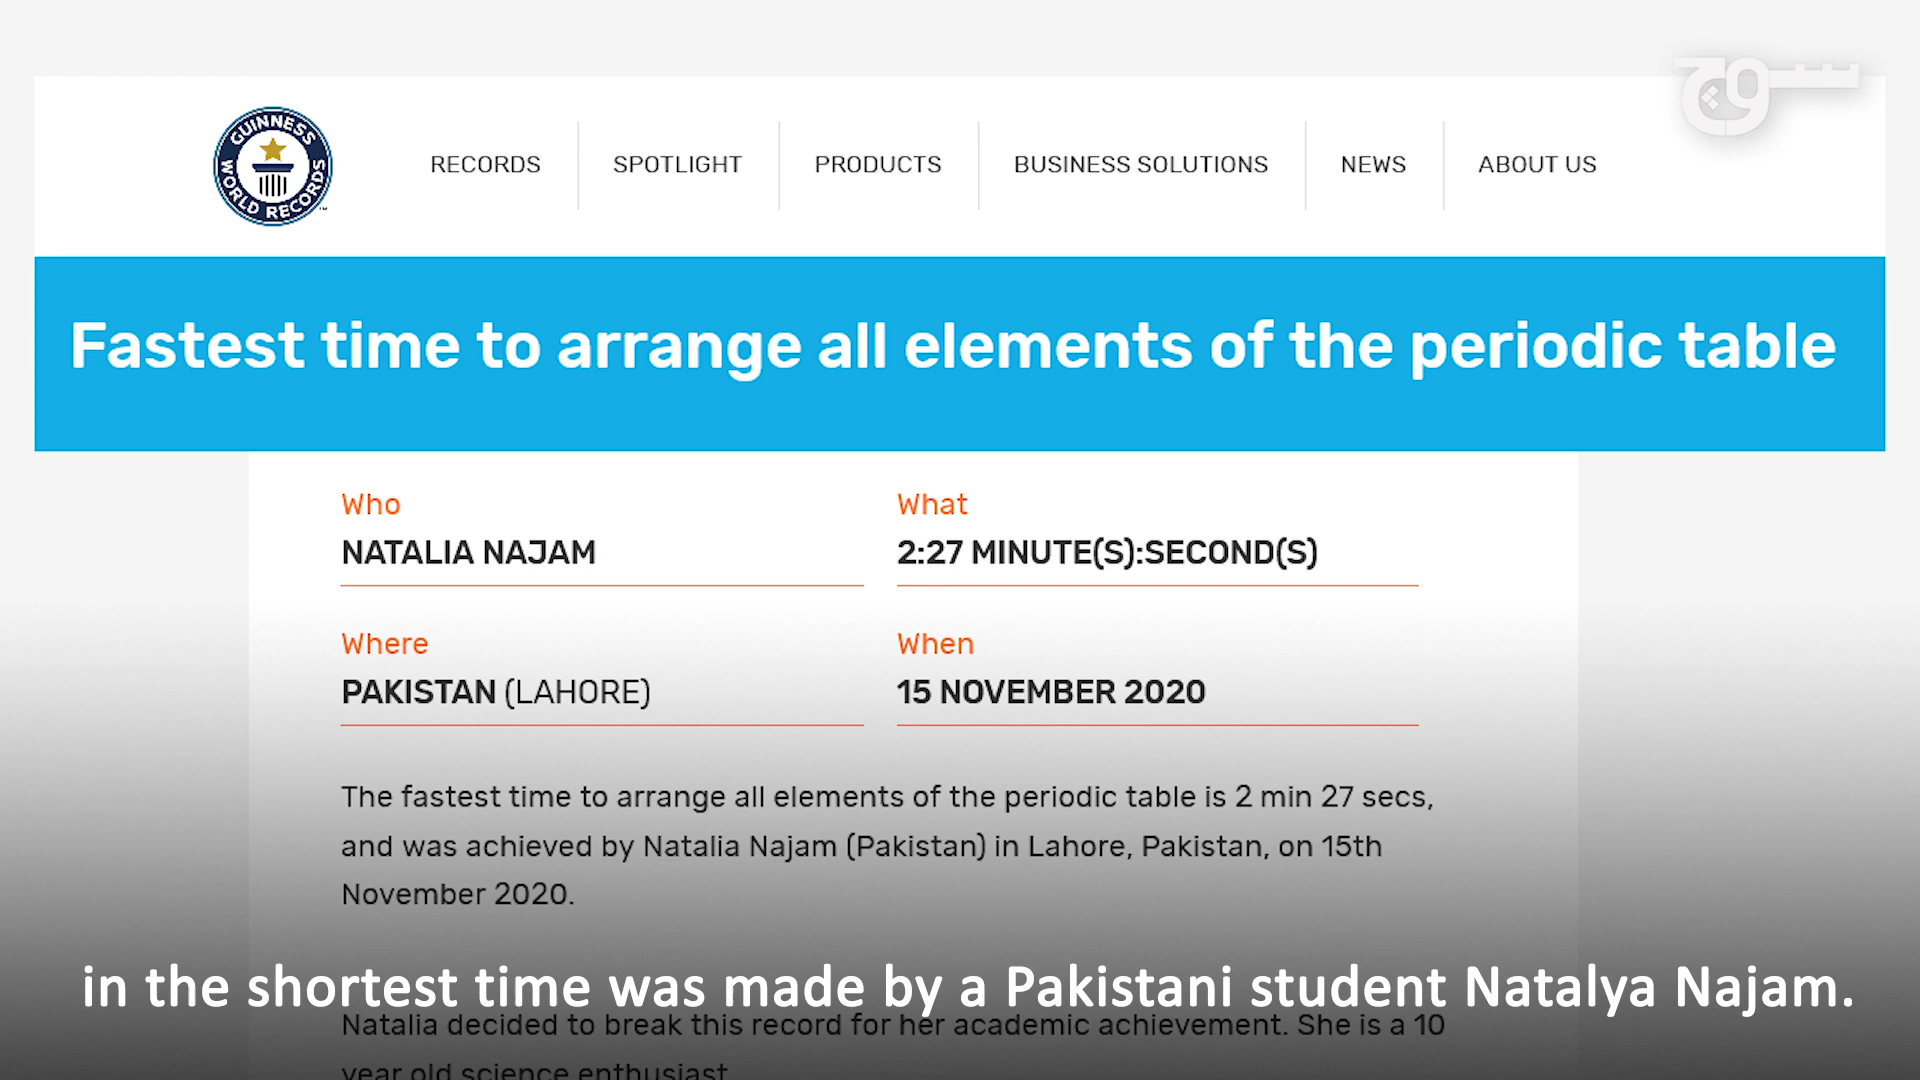 سوچ
GUINNESS
WORLD RECORDS
RECORDS
SPOTLIGHT
PRODUCTS
BUSINESS SOLUTIONS
NEWS
ABOUT US
Fastest time to arrange all elements of the periodic table
Who
NATALIA NAJAM
What
2:27 MINUTE(S):SECOND(S)
Where
PAKISTAN (LAHORE)
When
15 NOVEMBER 2020
The fastest time to arrange all elements of the periodic table is 2 min 27 secs,
and was achieved by Natalia Najam (Pakistan) in Lahore, Pakistan, on 15th
November 2020.
in the shortest time was made by a Pakistani student Natalya Najam.
Natalia decided to break this record for her academic achievement. She is a 10
year old science enthusiast